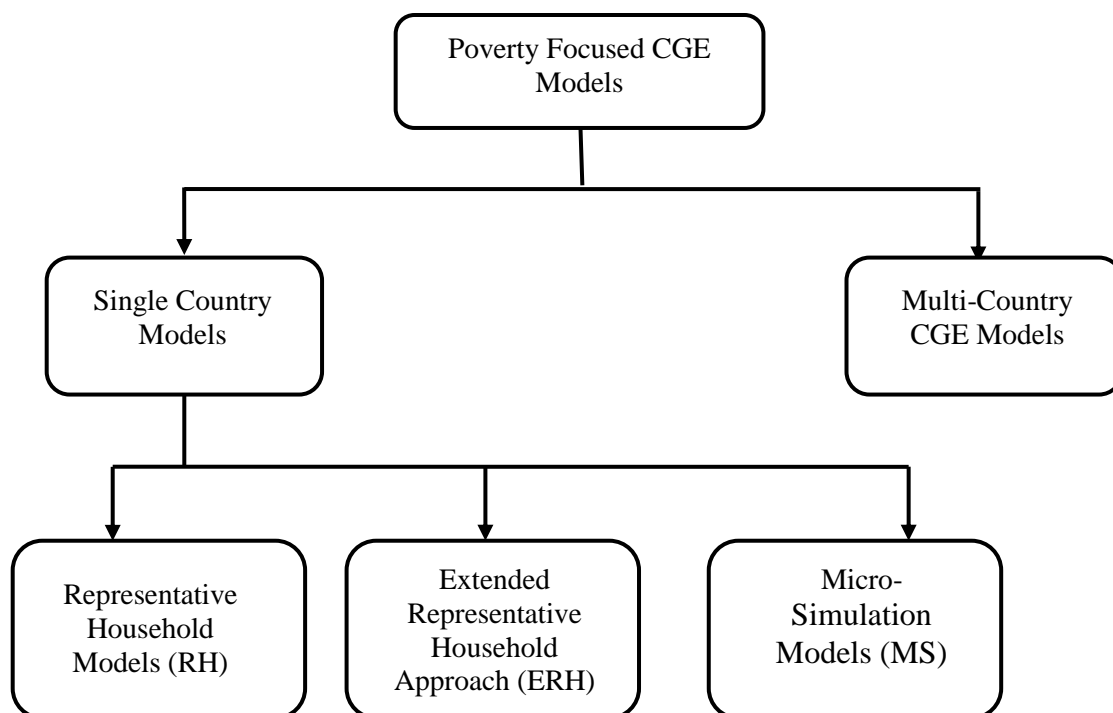 Poverty Focused CGE
Models
Single Country
Models
Multi-Country
CGE Models
Representative
Household
Models (RH)
Extended
Representative
Household
Approach (ERH)
Micro-
Simulation
Models (MS)